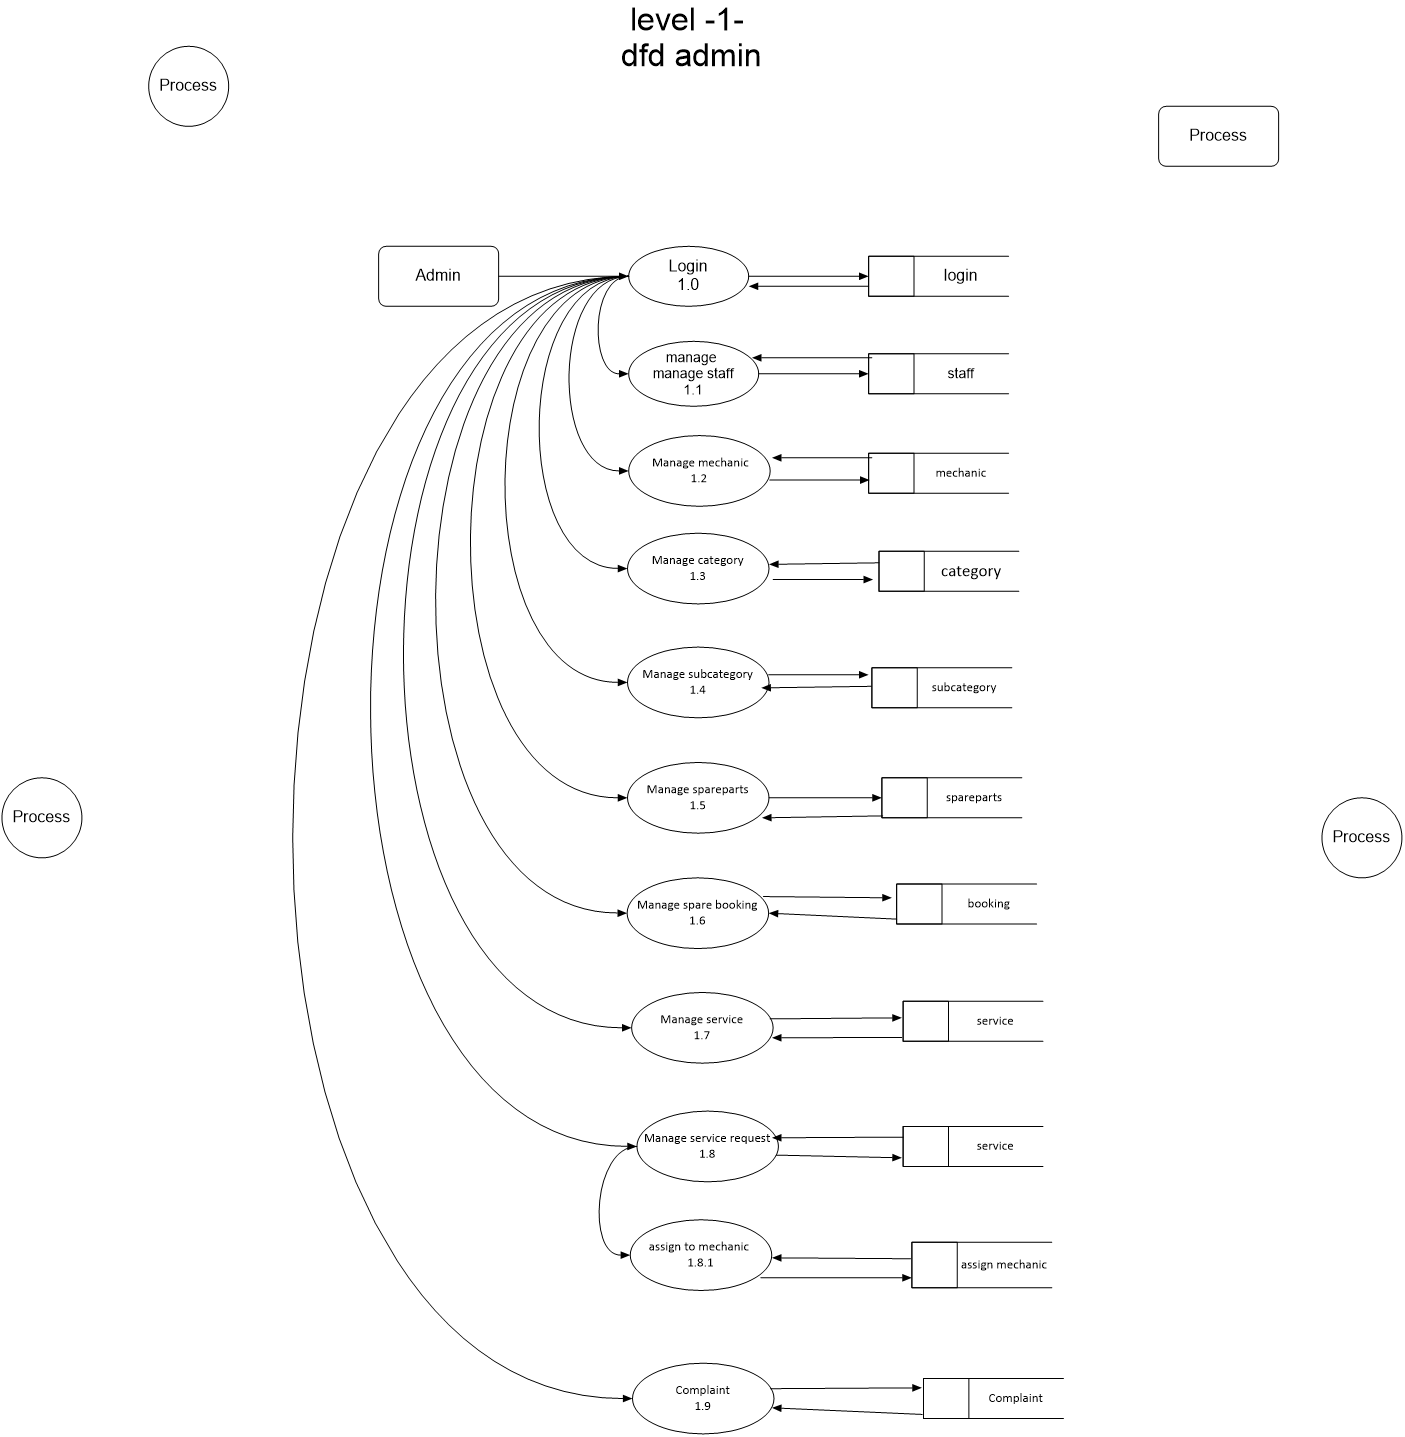 level -1-
dfd admin
Process
Process
Admin
Login
1.0
login
manage
manage staff
1.1
staff
Manage mechanic
1.2
mechanic
Manage category
1.3
category
Manage subcategory
1.4
subcategory
Manage spareparts
1.5
spareparts
Process
Process
Manage spare booking
1.6
booking
Manage service
1.7
service
Manage service request
1.8
service
assign to mechanic
1.8.1
assign mechanic
Complaint
1.9
Complaint